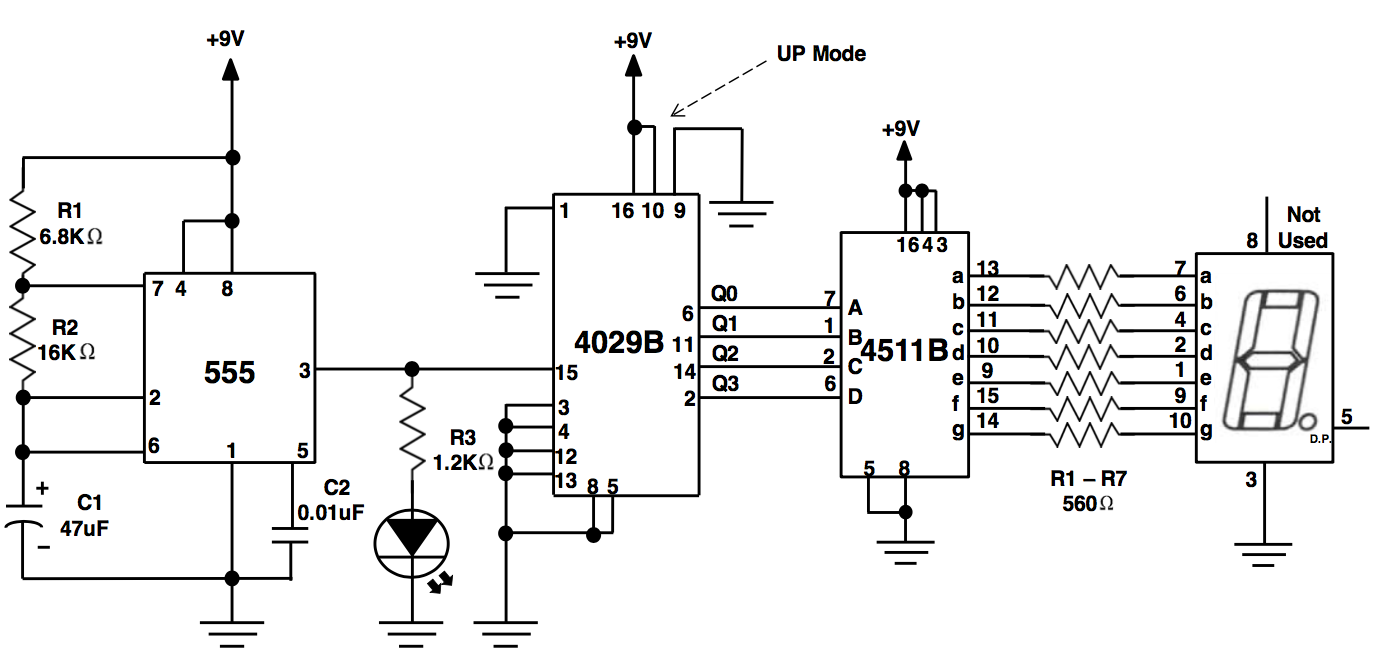 +9V
R1
6.8KΩ
R2
16KΩ
7 4 8
555
3
2
6
1
5
+
C1
47uF
−
C2
0.01uF
R3
1.2KΩ
+9V
UP Mode
1
16 10 9
4029B
6
11
14
2
15
3
4
12
13
8 5
Q0
Q1
Q2
Q3
+9V
16 4 3
7 A
1 B
2 C
6 D
4511B
a 13
b 12
c 11
d 10
e 9
f 15
g 14
5 8
R1 – R7
560Ω
Not
8 Used
7 a
6 b
4 c
2 d
1 e
9 f
10 g
D.P.
5
3